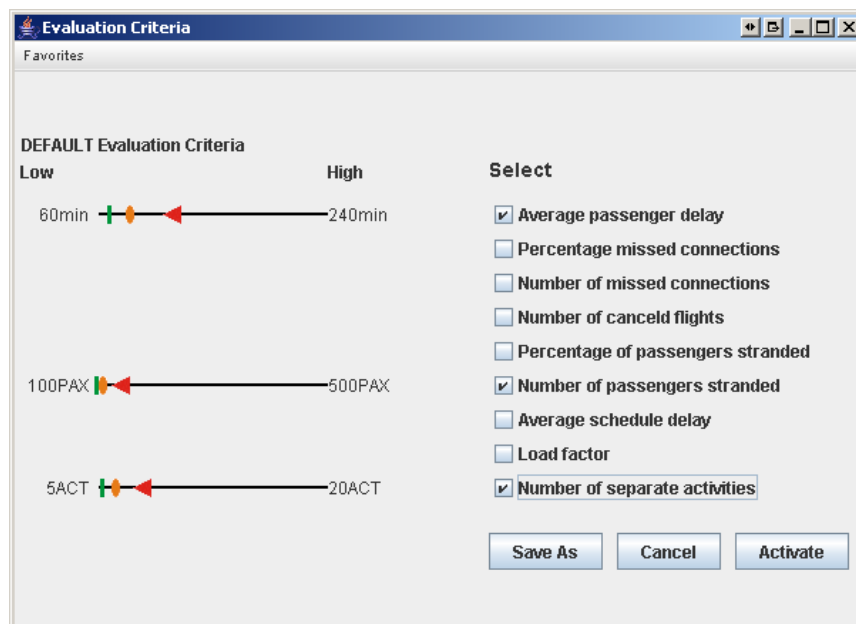 Evaluation Criteria
Favorites
DEFAULT Evaluation Criteria
Low High
60min 240min
100PAX 500PAX
5ACT 20ACT
Select
Average passenger delay
Percentage missed connections
Number of missed connections
Number of canceld flights
Percentage of passengers stranded
Number of passengers stranded
Average schedule delay
Load factor
Number of separate activities
Save As Cancel Activate